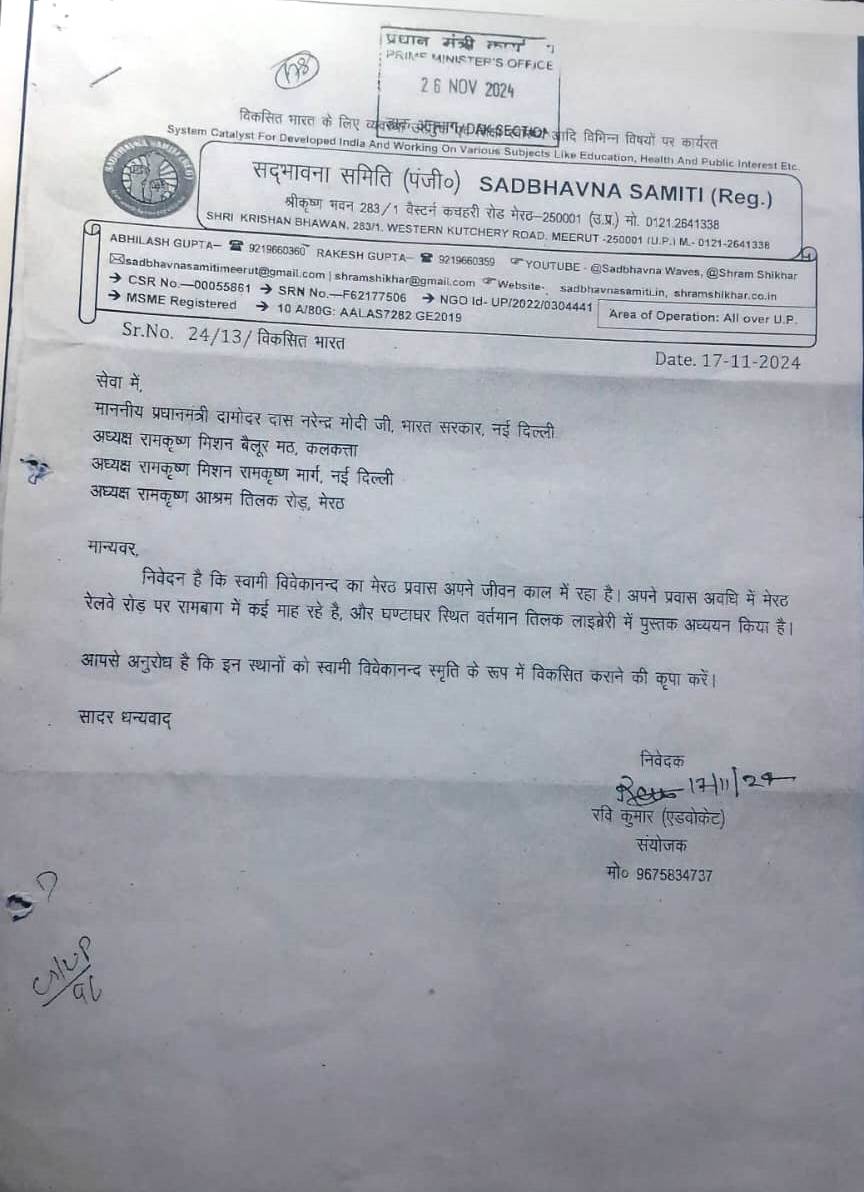 प्रधान मंत्री
PRIME MINISTER'S OFFICE
26 NOV 2024
DAK SECTION
विकसित भारत के लिए आदि विभिन्न विषयों पर कार्यरत
System Catalyst For Developed India And Working On Various Subjects Like Education, Health And Public Interest Etc.
सद्भावना समिति (पंजी०) SADBHAVNA SAMITI (Reg.)
श्रीकृष्ण भवन 283/1 वैस्टर्न कचहरी रोड मेरठ–250001 (उ.प्र.) मो. 0121.2641338
SHRI KRISHAN BHAWAN, 283/1, WESTERN KUTCHERY ROAD, MEERUT -250001 (U.P.) M.- 0121-2641338
ABHILASH GUPTA– ☎ 9219660360 RAKESH GUPTA– ☎ 9219660359 ☞YOUTUBE - @Sadbhavna Waves, @Shram Shikhar
✉sadbhavnasamitimeerut@gmail.com | shramshikhar@gmail.com ☞Website-, sadbhavnasamiti.in, shramshikhar.co.in
→ CSR No.—00055861 → SRN No.—F62177506 → NGO Id- UP/2022/0304441
→ MSME Registered → 10 A/80G: AALAS7282 GE2019
Area of Operation: All over U.P.
Sr.No. 24/13/ विकसित भारत
Date. 17-11-2024
सेवा में,
माननीय प्रधानमंत्री दामोदर दास नरेन्द्र मोदी जी, भारत सरकार, नई दिल्ली
अध्यक्ष रामकृष्ण मिशन बैलूर मठ, कलकत्ता
अध्यक्ष रामकृष्ण मिशन रामकृष्ण मार्ग, नई दिल्ली
अध्यक्ष रामकृष्ण आश्रम तिलक रोड़, मेरठ
मान्यवर,
निवेदन है कि स्वामी विवेकानन्द का मेरठ प्रवास अपने जीवन काल में रहा है। अपने प्रवास अवधि में मेरठ
रेलवे रोड़ पर रामबाग में कई माह रहे है, और घण्टाघर स्थित वर्तमान तिलक लाइब्रेरी में पुस्तक अध्ययन किया है।
आपसे अनुरोध है कि इन स्थानों को स्वामी विवेकानन्द स्मृति के रूप में विकसित कराने की कृपा करें।
सादर धन्यवाद्
निवेदक
17/11/24
रवि कुमार (एडवोकेट)
संयोजक
मो० 9675834737